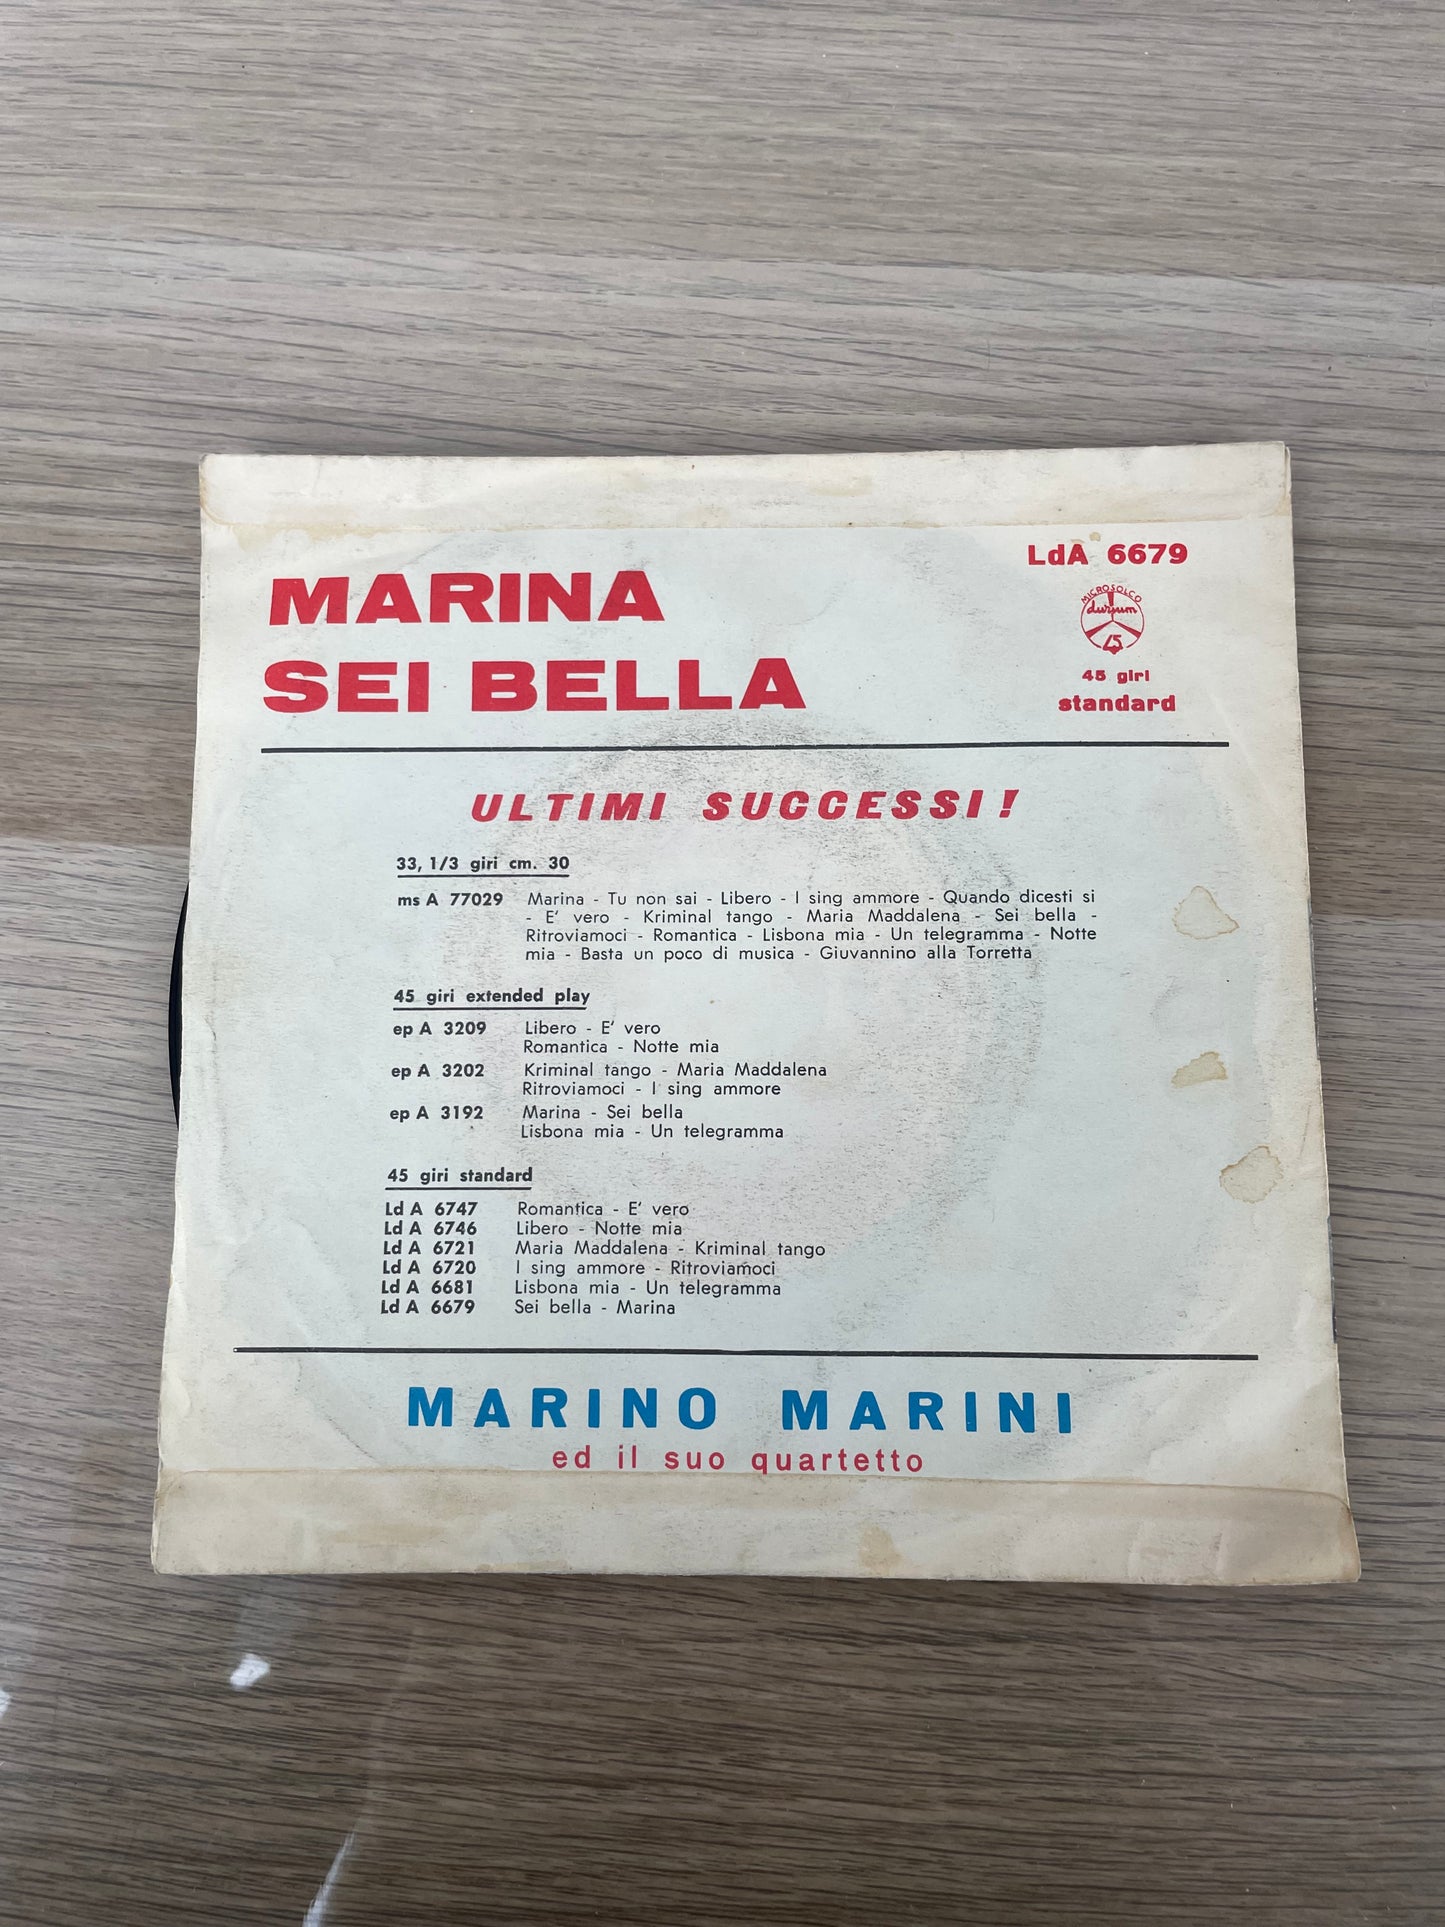 LdA 6679
MARINA
MICROSOLCO
durium
45
SEI BELLA
45 giri
standard
ULTIMI SUCCESSI!
33, 1/3 giri cm. 30
ms A 77029 Marina - Tu non sai - Libero - I sing ammore - Quando dicesti si
- E' vero - Kriminal tango - Maria Maddalena - Sei bella -
Ritroviamoci - Romantica - Lisbona mia - Un telegramma - Notte
mia - Basta un poco di musica - Giuvannino alla Torretta
45 giri extended play
ep A 3209 Libero - E' vero
Romantica - Notte mia
ep A 3202 Kriminal tango - Maria Maddalena
Ritroviamoci - I sing ammore
ep A 3192 Marina - Sei bella
Lisbona mia - Un telegramma
45 giri standard
Ld A 6747 Romantica - E' vero
Ld A 6746 Libero - Notte mia
Ld A 6721 Maria Maddalena - Kriminal tango
Ld A 6720 I sing ammore - Ritroviamoci
Ld A 6681 Lisbona mia - Un telegramma
Ld A 6679 Sei bella - Marina
MARINO MARINI
ed il suo quartetto